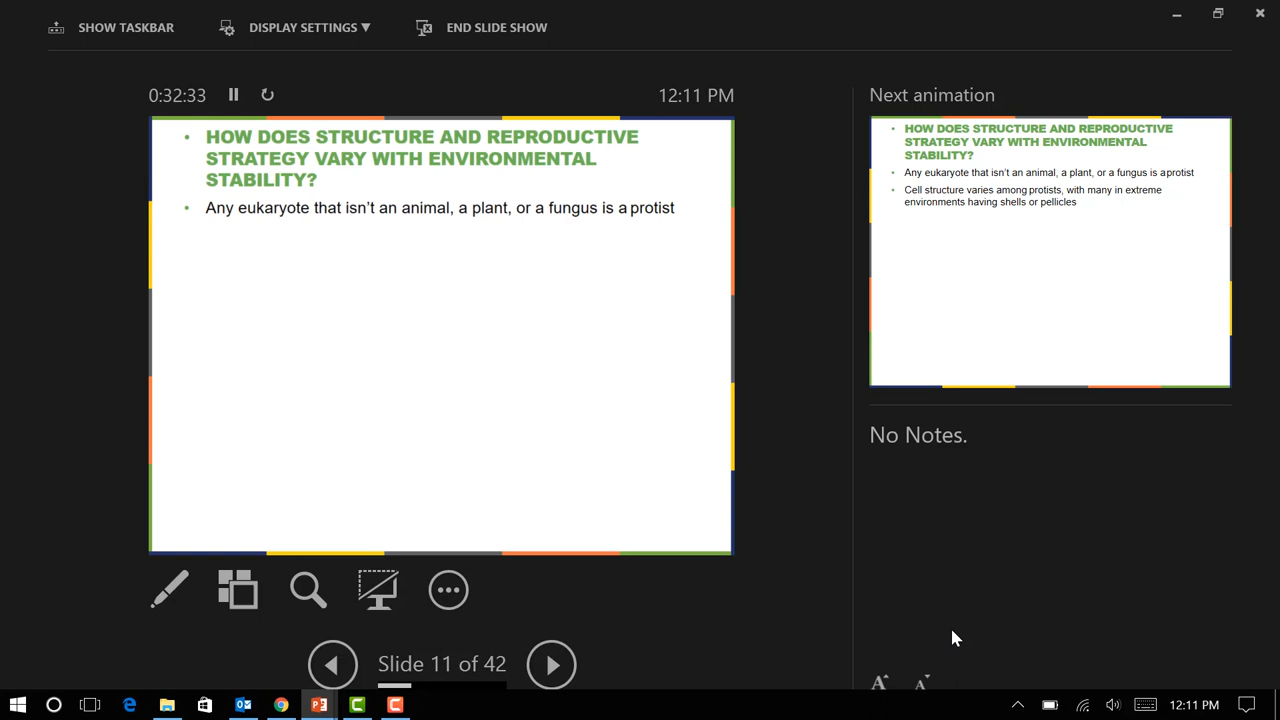 SHOW TASKBAR
DISPLAY SETTINGS ▼
END SLIDE SHOW
0:32:33
12:11 PM
• HOW DOES STRUCTURE AND REPRODUCTIVE
STRATEGY VARY WITH ENVIRONMENTAL
STABILITY?
• Any eukaryote that isn't an animal, a plant, or a fungus is a protist
Slide 11 of 42
Next animation
• HOW DOES STRUCTURE AND REPRODUCTIVE
STRATEGY VARY WITH ENVIRONMENTAL
STABILITY?
• Any eukaryote that isn't an animal, a plant, or a fungus is a protist
• Cell structure varies among protists, with many in extreme
environments having shells or pellicles
No Notes.
A A
12:11 PM